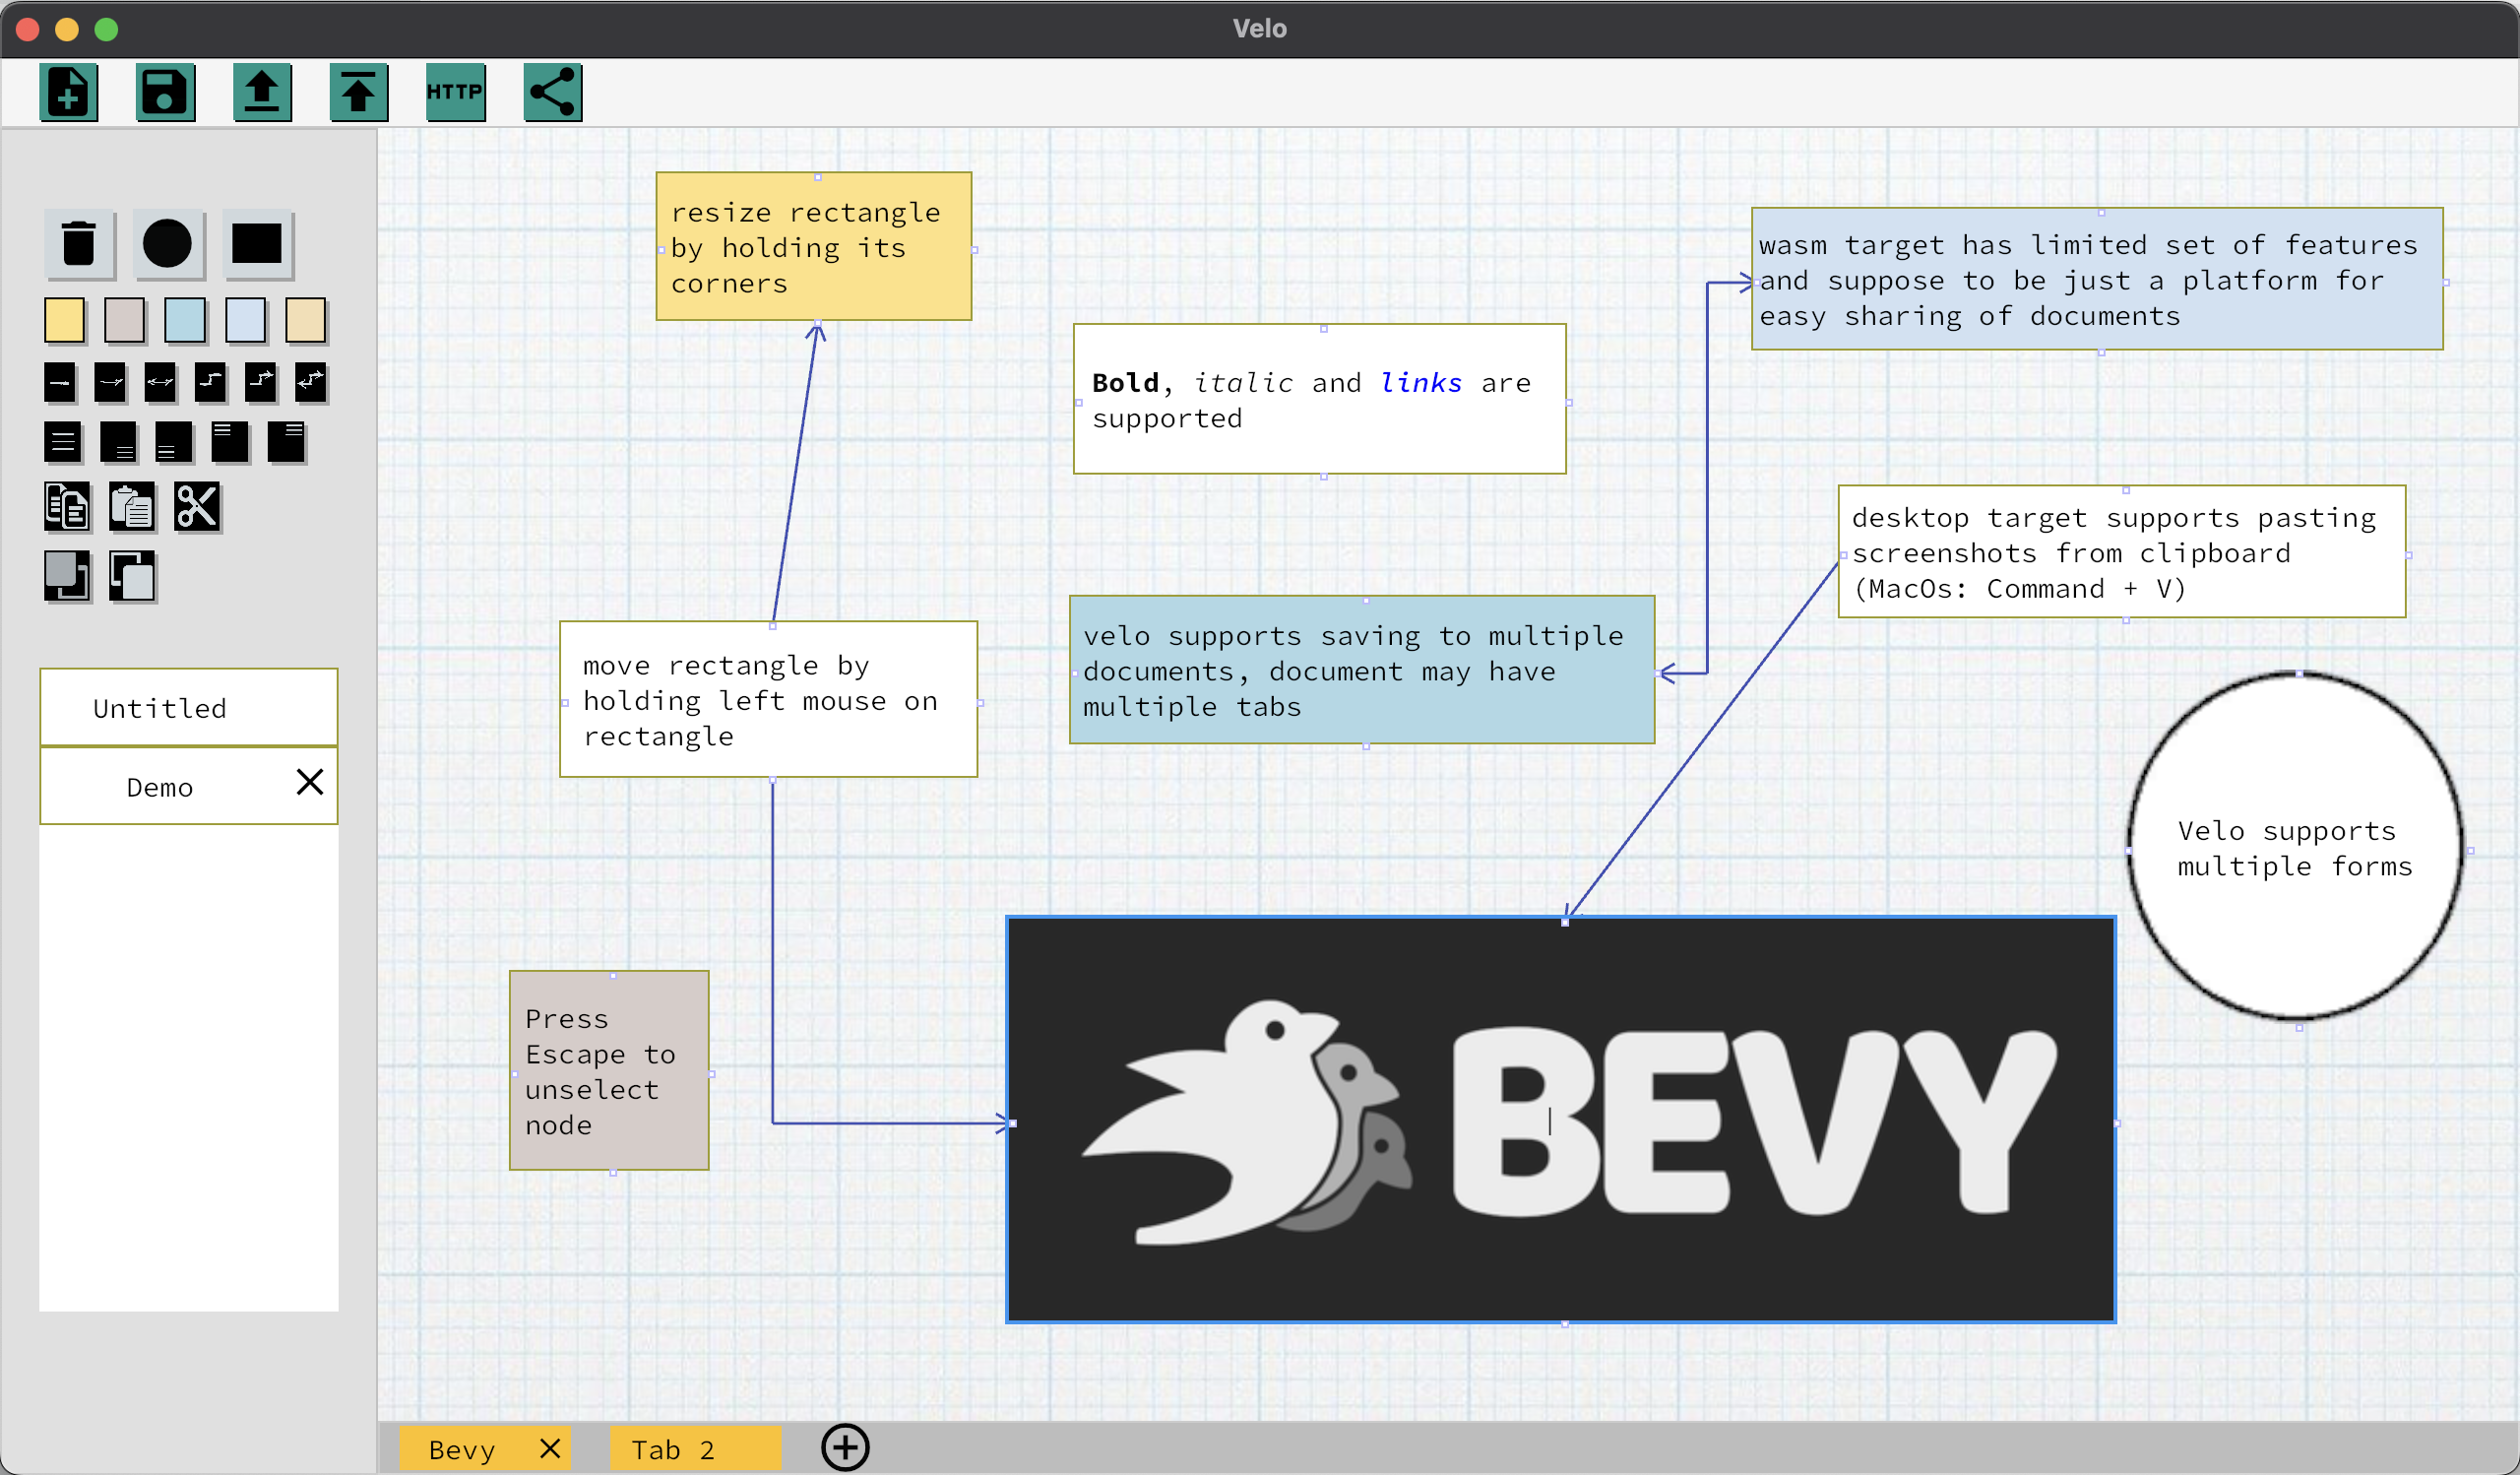 Velo
HTTP
resize rectangle
by holding its
corners
wasm target has limited set of features
and suppose to be just a platform for
easy sharing of documents
Bold, italic and links are
supported
desktop target supports pasting
screenshots from clipboard
(MacOs: Command + V)
velo supports saving to multiple
documents, document may have
multiple tabs
move rectangle by
holding left mouse on
rectangle
Untitled
Demo
Velo supports
multiple forms
Press
Escape to
unselect
node
BEVY
Bevy
Tab 2